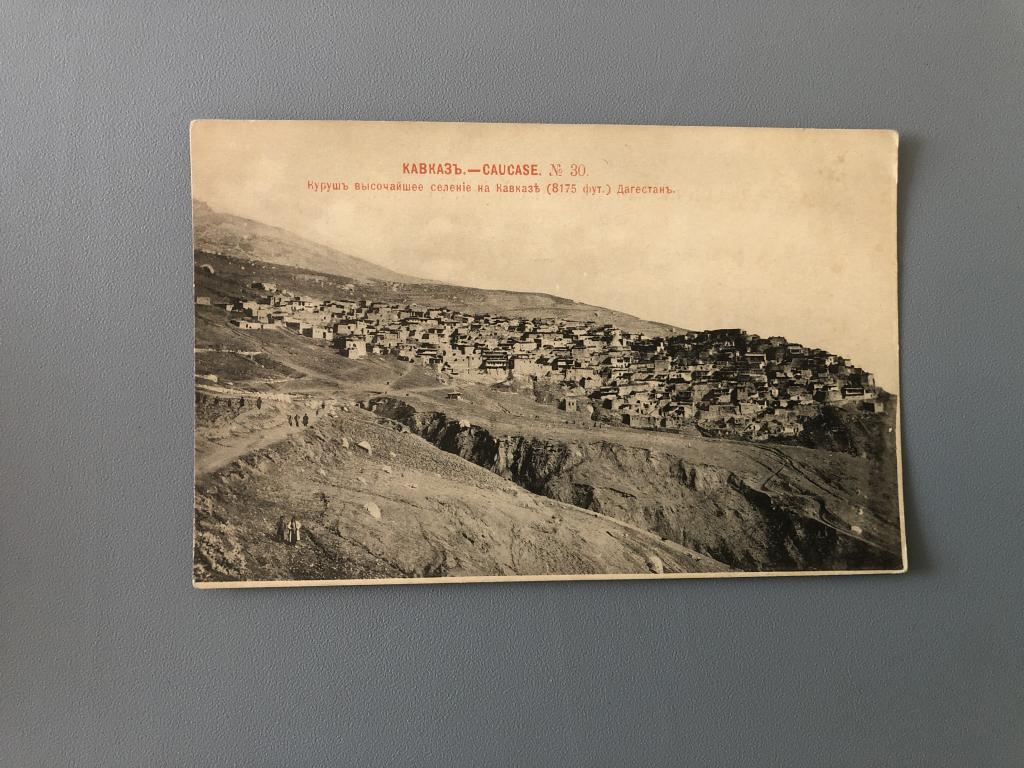 КАВКАЗЪ.—CAUCASE. № 30.
Курушъ высочайшее селеніе на Кавказѣ (8175 фут.) Дагестанъ.